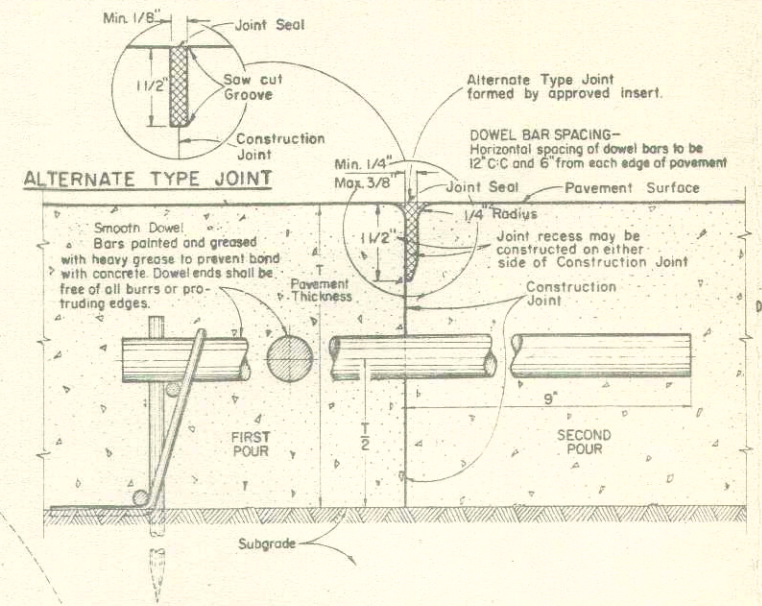 Min. 1/8"
Joint Seal
1 1/2"
Saw cut
Groove
Construction
Joint
ALTERNATE TYPE JOINT
Alternate Type Joint
formed by approved insert.
DOWEL BAR SPACING-
Horizontal spacing of dowel bars to be
12" C:C and 6" from each edge of pavement
Min. 1/4"
Max. 3/8"
Joint Seal
Pavement Surface
1/4" Radius
1 1/2"
Joint recess may be
constructed on either
side of Construction Joint
Smooth Dowel
Bars painted and greased
with heavy grease to prevent bond
with concrete. Dowel ends shall be
free of all burrs or pro-
truding edges.
T
Pavement
Thickness
Construction
Joint
9"
FIRST
POUR
T/2
SECOND
POUR
Subgrade
D